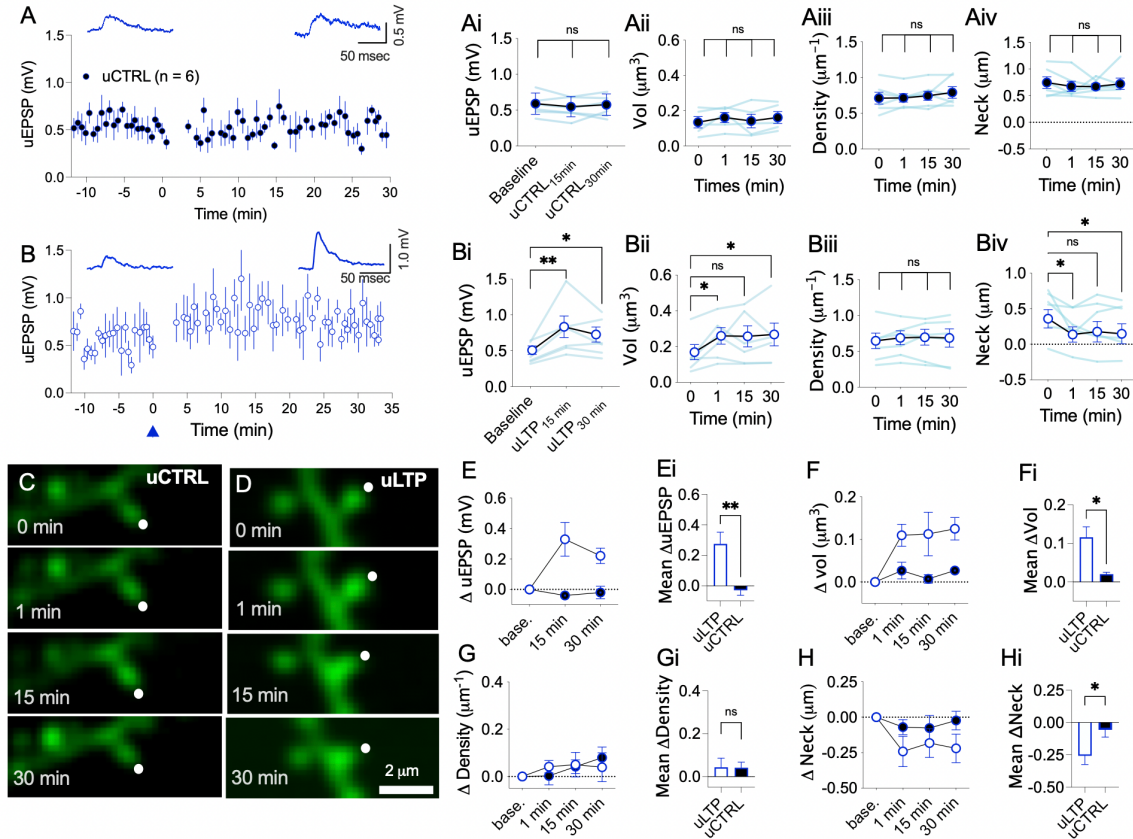 A
0.5 mV
50 msec
uCTRL (n = 6)
uEPSP (mV)
1.5
1.0
0.5
0.0
-10 -5 0 5 10 15 20 25 30
Time (min)
Ai
ns
uEPSP (mV)
1.5
1.0
0.5
0.0
Baseline
uCTRL 15min
uCTRL 30min
Aii
ns
Vol (μm³)
0.6
0.4
0.2
0.0
0 1 15 30
Times (min)
Aiii
ns
Density (μm⁻¹)
1.5
1.0
0.5
0.0
0 1 15 30
Time (min)
Aiv
ns
Neck (μm)
1.5
1.0
0.5
0.0
-0.5
0 1 15 30
Time (min)
B
1.0 mV
50 msec
uEPSP (mV)
1.5
1.0
0.5
0.0
-10 -5 0 5 10 15 20 25 30 35
Time (min)
Bi
*
**
uEPSP (mV)
1.5
1.0
0.5
0.0
Baseline
uLTP 15 min
uLTP 30 min
Bii
*
ns
*
Vol (μm³)
0.6
0.4
0.2
0.0
0 1 15 30
Time (min)
Biii
ns
Density (μm⁻¹)
1.5
1.0
0.5
0.0
0 1 15 30
Time (min)
Biv
*
ns
*
Neck (μm)
1.0
0.5
0.0
-0.5
0 1 15 30
Time (min)
C
uCTRL
0 min
1 min
15 min
30 min
D
uLTP
0 min
1 min
15 min
30 min
2 μm
E
Δ uEPSP (mV)
0.6
0.4
0.2
0.0
base.
15 min
30 min
Ei
**
Mean ΔuEPSP
0.6
0.4
0.2
0.0
uLTP
uCTRL
F
Δ vol (μm³)
0.2
0.1
0.0
base.
1 min
15 min
30 min
Fi
*
Mean ΔVol
0.2
0.1
0.0
uLTP
uCTRL
G
Δ Density (μm⁻¹)
0.4
0.2
0.0
base.
1 min
15 min
30 min
Gi
ns
Mean ΔDensity
0.4
0.2
0.0
uLTP
uCTRL
H
Δ Neck (μm)
0.25
0.00
-0.25
-0.50
base.
1 min
15 min
30 min
Hi
*
Mean ΔNeck
0.25
0.00
-0.25
-0.50
uLTP
uCTRL